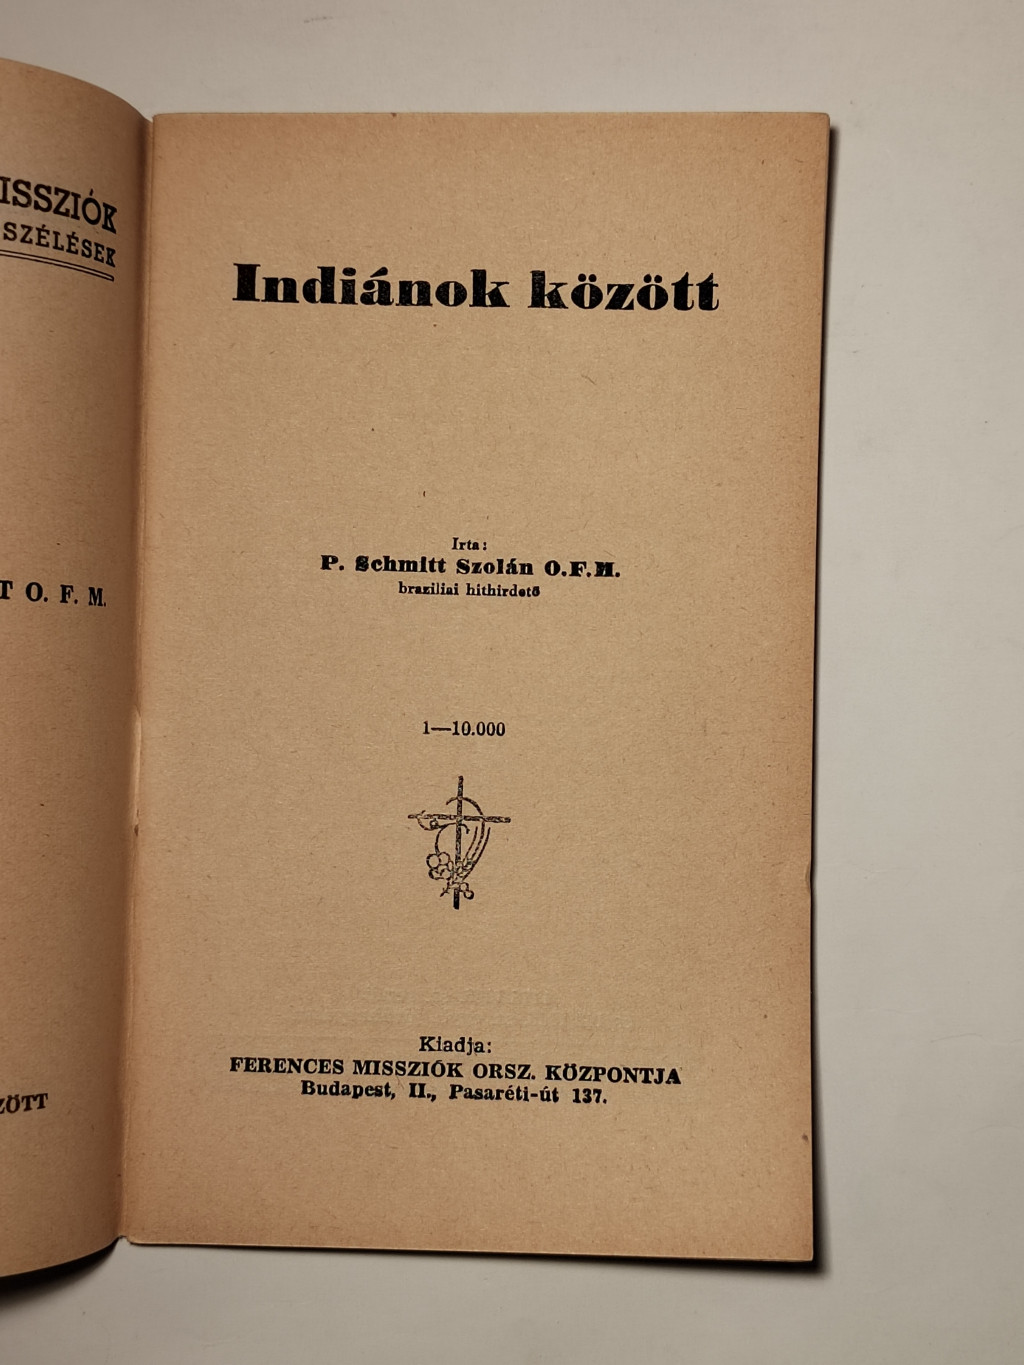 ISSZIÓK
SZÉLÉSEK
T O. F. M.
ZÖTT
Indiánok között
Irta:
P. Schmitt Szolán O.F.M.
braziliai hithirdető
1—10.000
Kiadja:
FERENCES MISSZIÓK ORSZ. KÖZPONTJA
Budapest, II., Pasaréti-út 137.